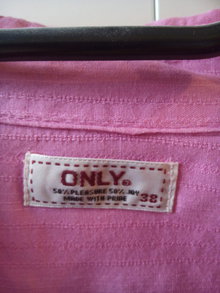 ONLY®
50% PLEASURE 50% JOY
MADE WITH PRIDE 38